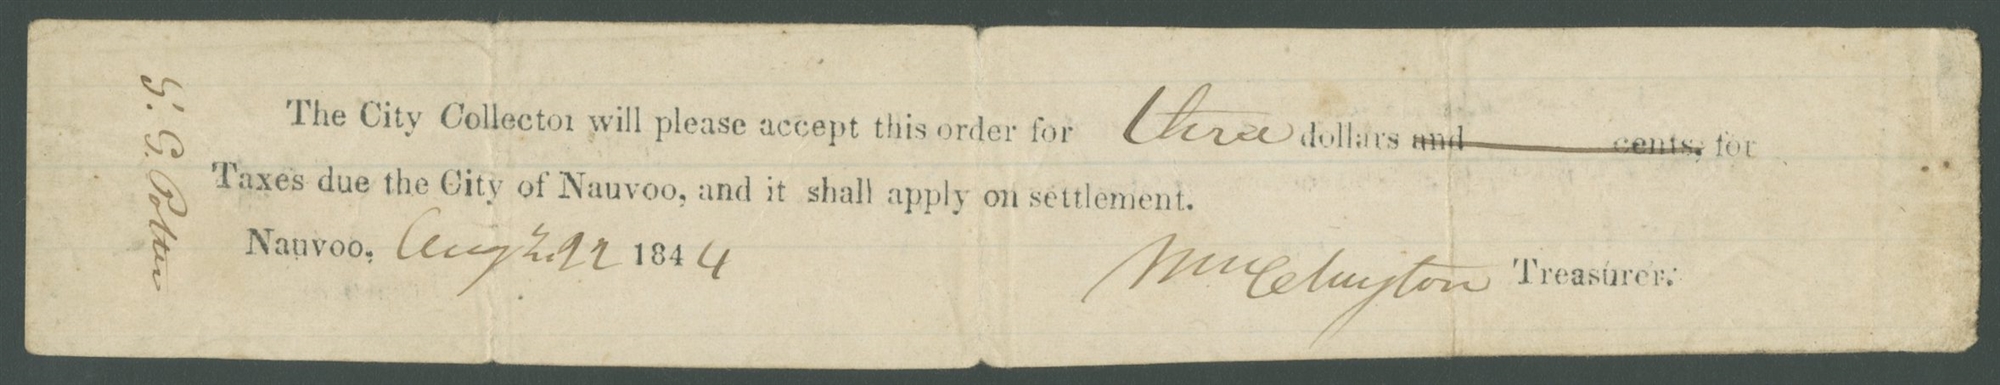 G. G. Potter
The City Collector will please accept this order for three dollars and cents, for
Taxes due the City of Nauvoo, and it shall apply on settlement.
Nauvoo, Aug 1844 Wm Clayton Treasurer.